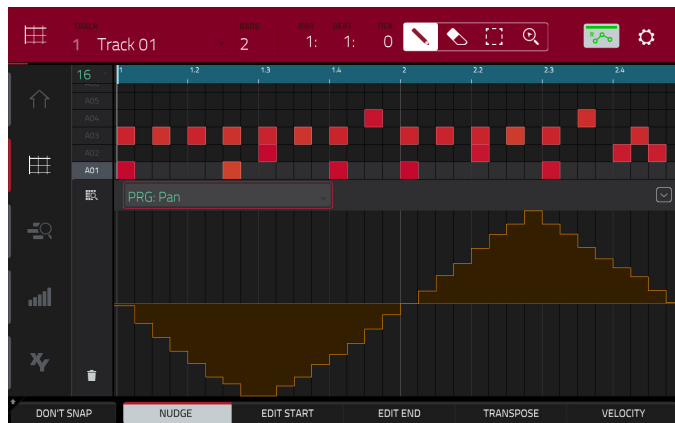 TRACK BARS BAR BEAT TICK
1 Track 01 2 1: 1: 0
16 1 1.2 1.3 1.4 2 2.2 2.3 2.4
A05
A04
A03
A02
A01
PRG: Pan
XY
DON'T SNAP NUDGE EDIT START EDIT END TRANSPOSE VELOCITY